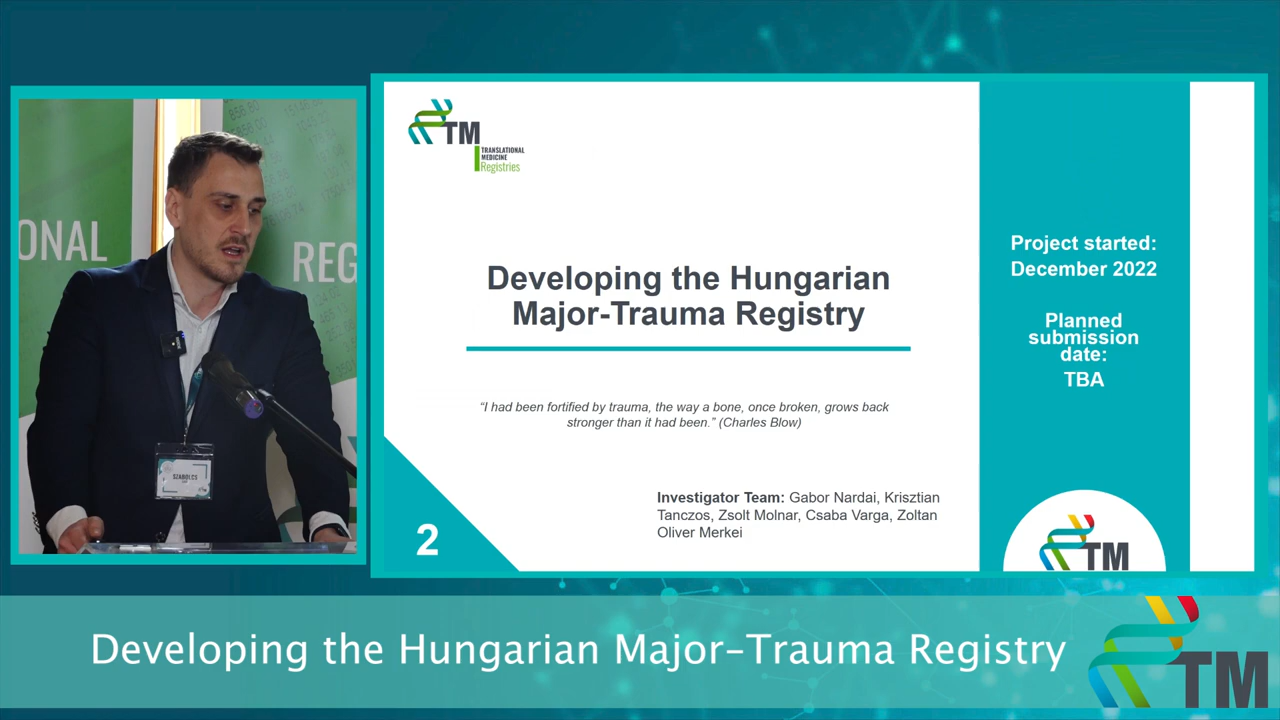 ONAL
REG
SZABOLCS
TM
TRANSLATIONAL
MEDICINE
Registries
Developing the Hungarian
Major-Trauma Registry
“I had been fortified by trauma, the way a bone, once broken, grows back
stronger than it had been.” (Charles Blow)
Investigator Team: Gabor Nardai, Krisztian
Tanczos, Zsolt Molnar, Csaba Varga, Zoltan
Oliver Merkei
2
Project started:
December 2022
Planned
submission
date:
TBA
TM
Developing the Hungarian Major-Trauma Registry
TM